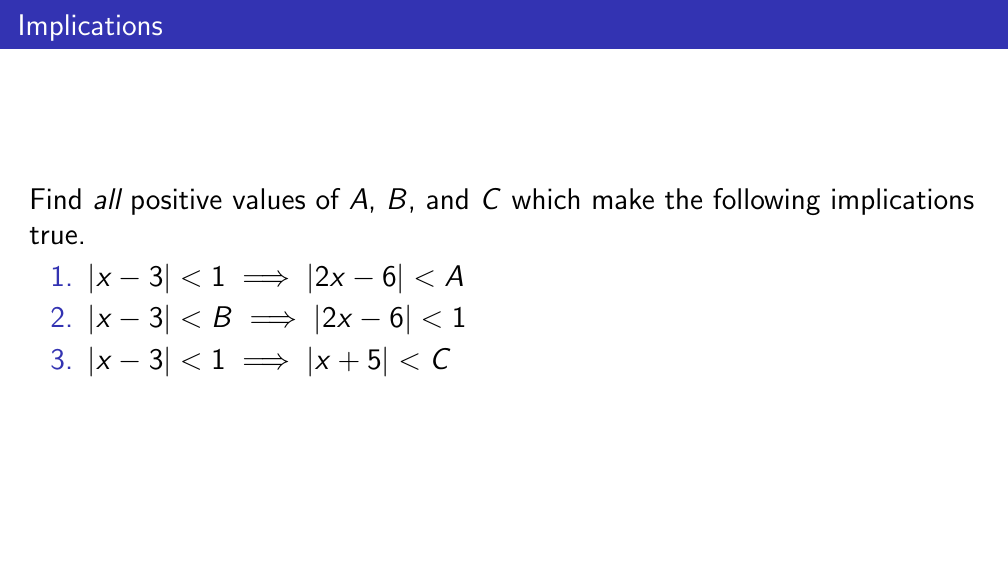 Implications
Find all positive values of A, B, and C which make the following implications
true.
1. |x − 3| < 1 ⟹ |2x − 6| < A
2. |x − 3| < B ⟹ |2x − 6| < 1
3. |x − 3| < 1 ⟹ |x + 5| < C